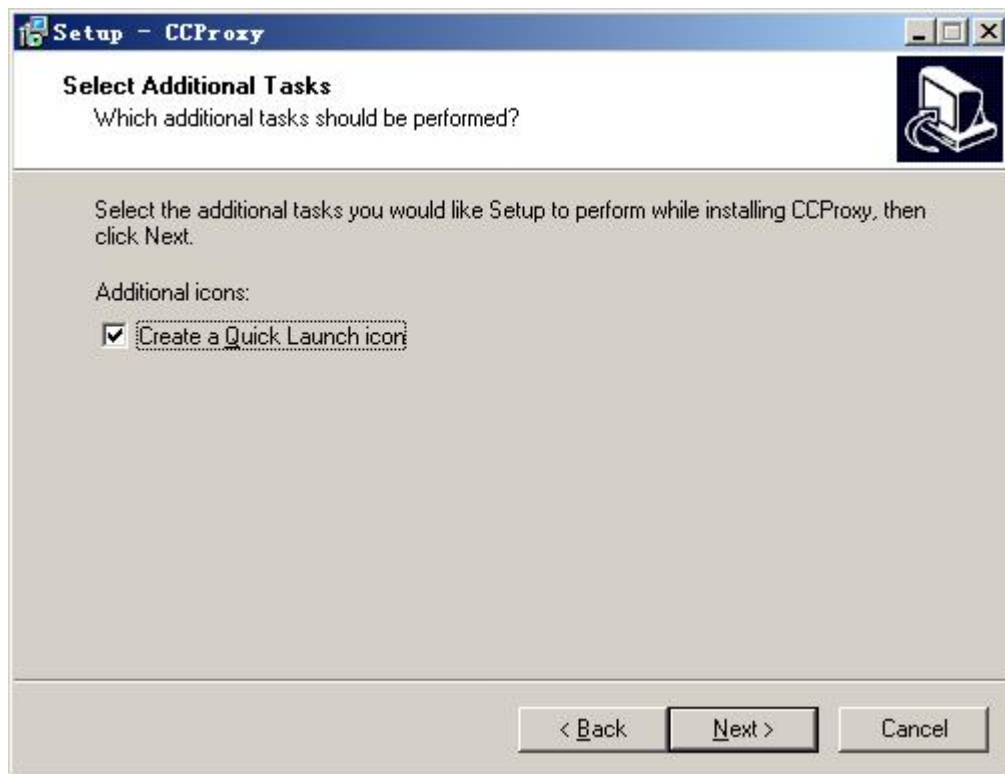 Setup - CCProxy
Select Additional Tasks
Which additional tasks should be performed?
Select the additional tasks you would like Setup to perform while installing CCProxy, then
click Next.
Additional icons:
Create a Quick Launch icon
< Back
Next >
Cancel